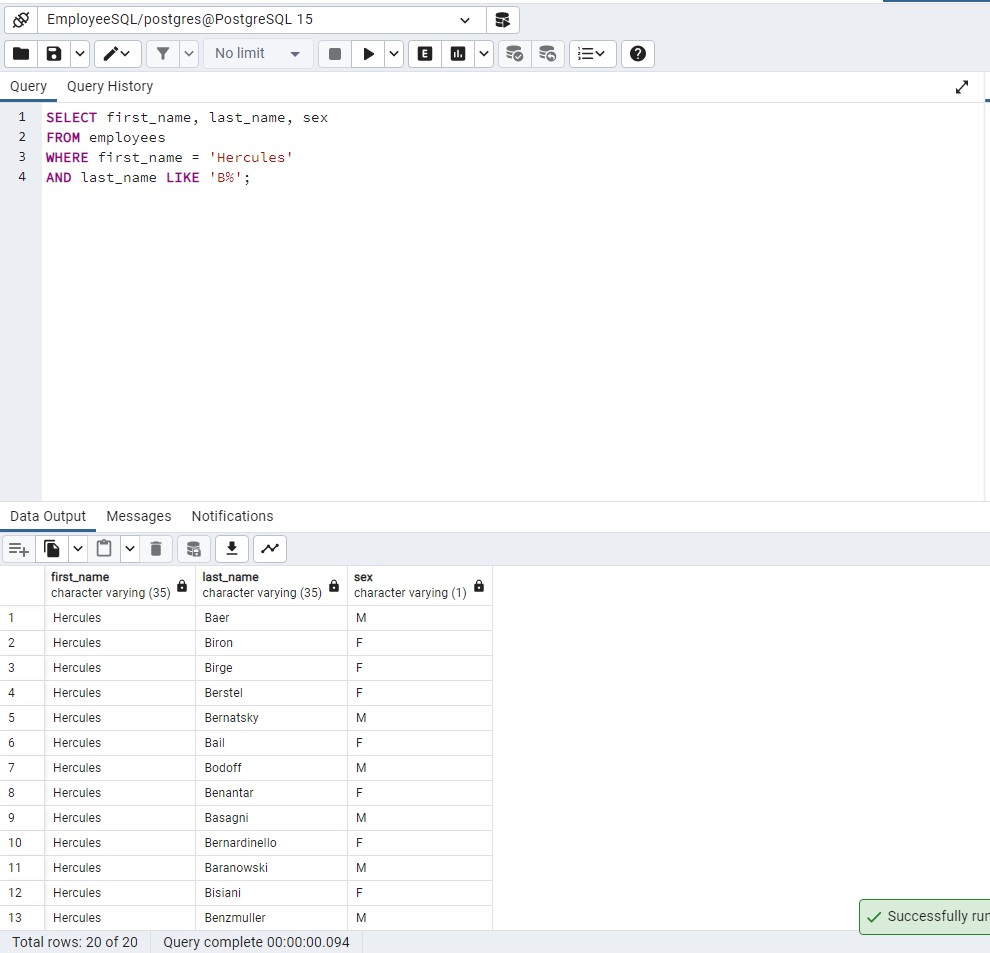 EmployeeSQL/postgres@PostgreSQL 15
No limit
E
Query Query History
1 SELECT first_name, last_name, sex
2 FROM employees
3 WHERE first_name = 'Hercules'
4 AND last_name LIKE 'B%';
Data Output Messages Notifications
first_name last_name sex
character varying (35) character varying (35) character varying (1)
1 Hercules Baer M
2 Hercules Biron F
3 Hercules Birge F
4 Hercules Berstel F
5 Hercules Bernatsky M
6 Hercules Bail F
7 Hercules Bodoff M
8 Hercules Benantar F
9 Hercules Basagni M
10 Hercules Bernardinello F
11 Hercules Baranowski M
12 Hercules Bisiani F
13 Hercules Benzmuller M
Successfully run
Total rows: 20 of 20 Query complete 00:00:00.094